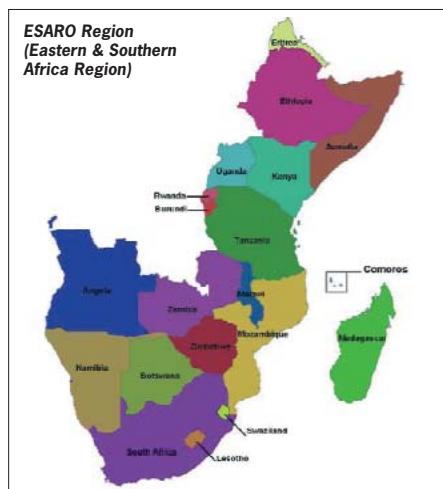 ESARO Region
(Eastern & Southern
Africa Region)
Eritrea
Ethiopia
Somalia
Uganda
Kenya
Rwanda
Burundi
Tanzania
Comoros
Angola
Zambia
Malawi
Mozambique
Madagascar
Zimbabwe
Namibia
Botswana
Swaziland
South Africa
Lesotho